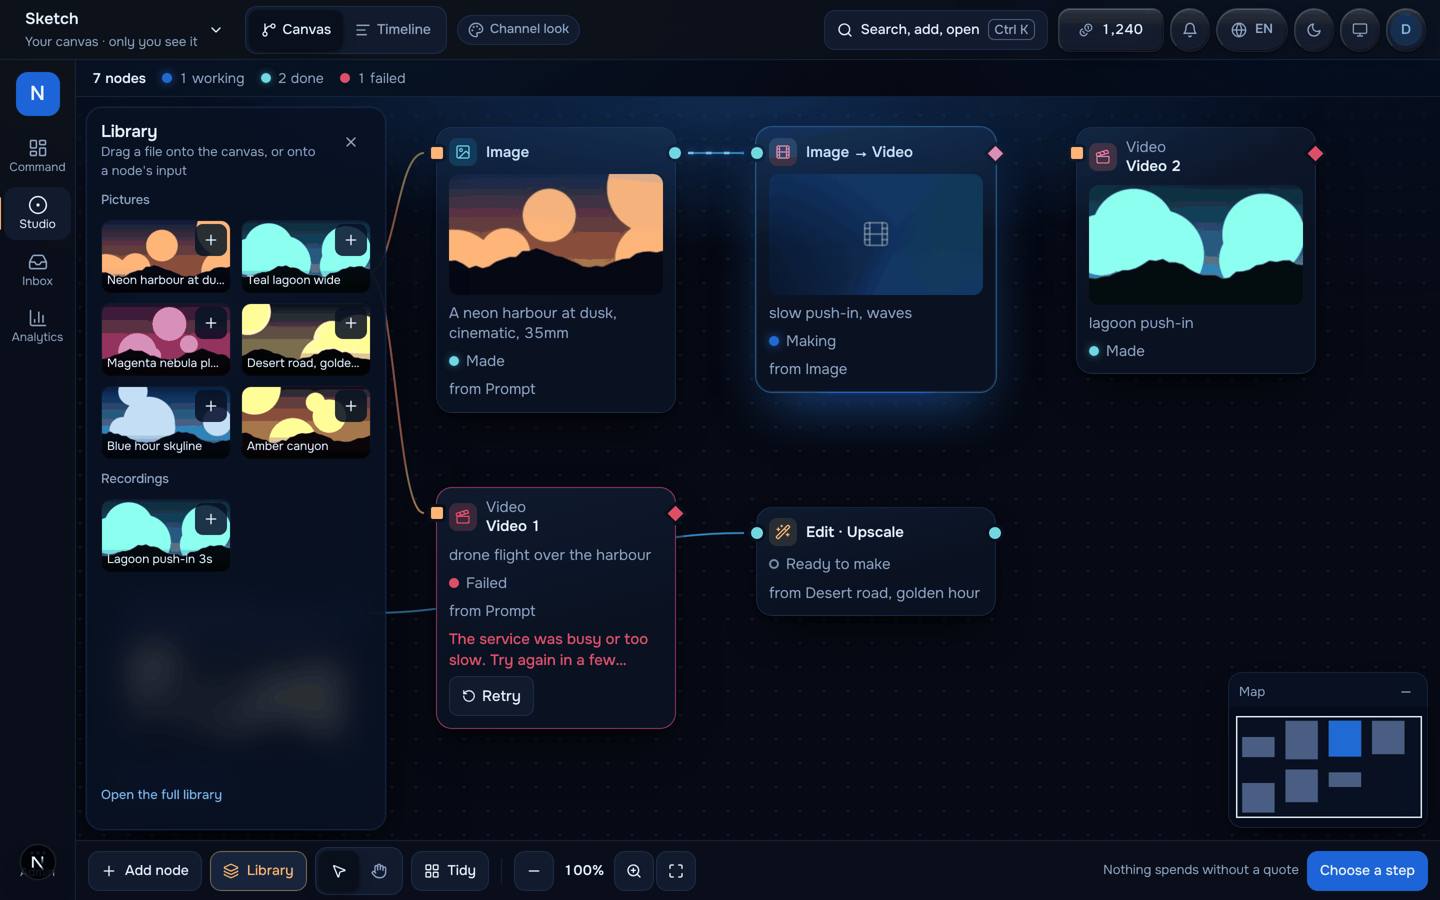 Sketch
Your canvas · only you see it
Canvas
Timeline
Channel look
Search, add, open
Ctrl K
1,240
EN
D
7 nodes
1 working
2 done
1 failed
N
Command
Studio
Inbox
Analytics
N
Library
Drag a file onto the canvas, or onto
a node's input
Pictures
Neon harbour at du...
Teal lagoon wide
Magenta nebula pl...
Desert road, golde...
Blue hour skyline
Amber canyon
Recordings
Lagoon push-in 3s
Open the full library
Image
A neon harbour at dusk,
cinematic, 35mm
Made
from Prompt
Image → Video
slow push-in, waves
Making
from Image
Video
Video 2
lagoon push-in
Made
Video
Video 1
drone flight over the harbour
Failed
from Prompt
The service was busy or too
slow. Try again in a few...
Retry
Edit · Upscale
Ready to make
from Desert road, golden hour
Map
Add node
Library
Tidy
100%
Nothing spends without a quote
Choose a step